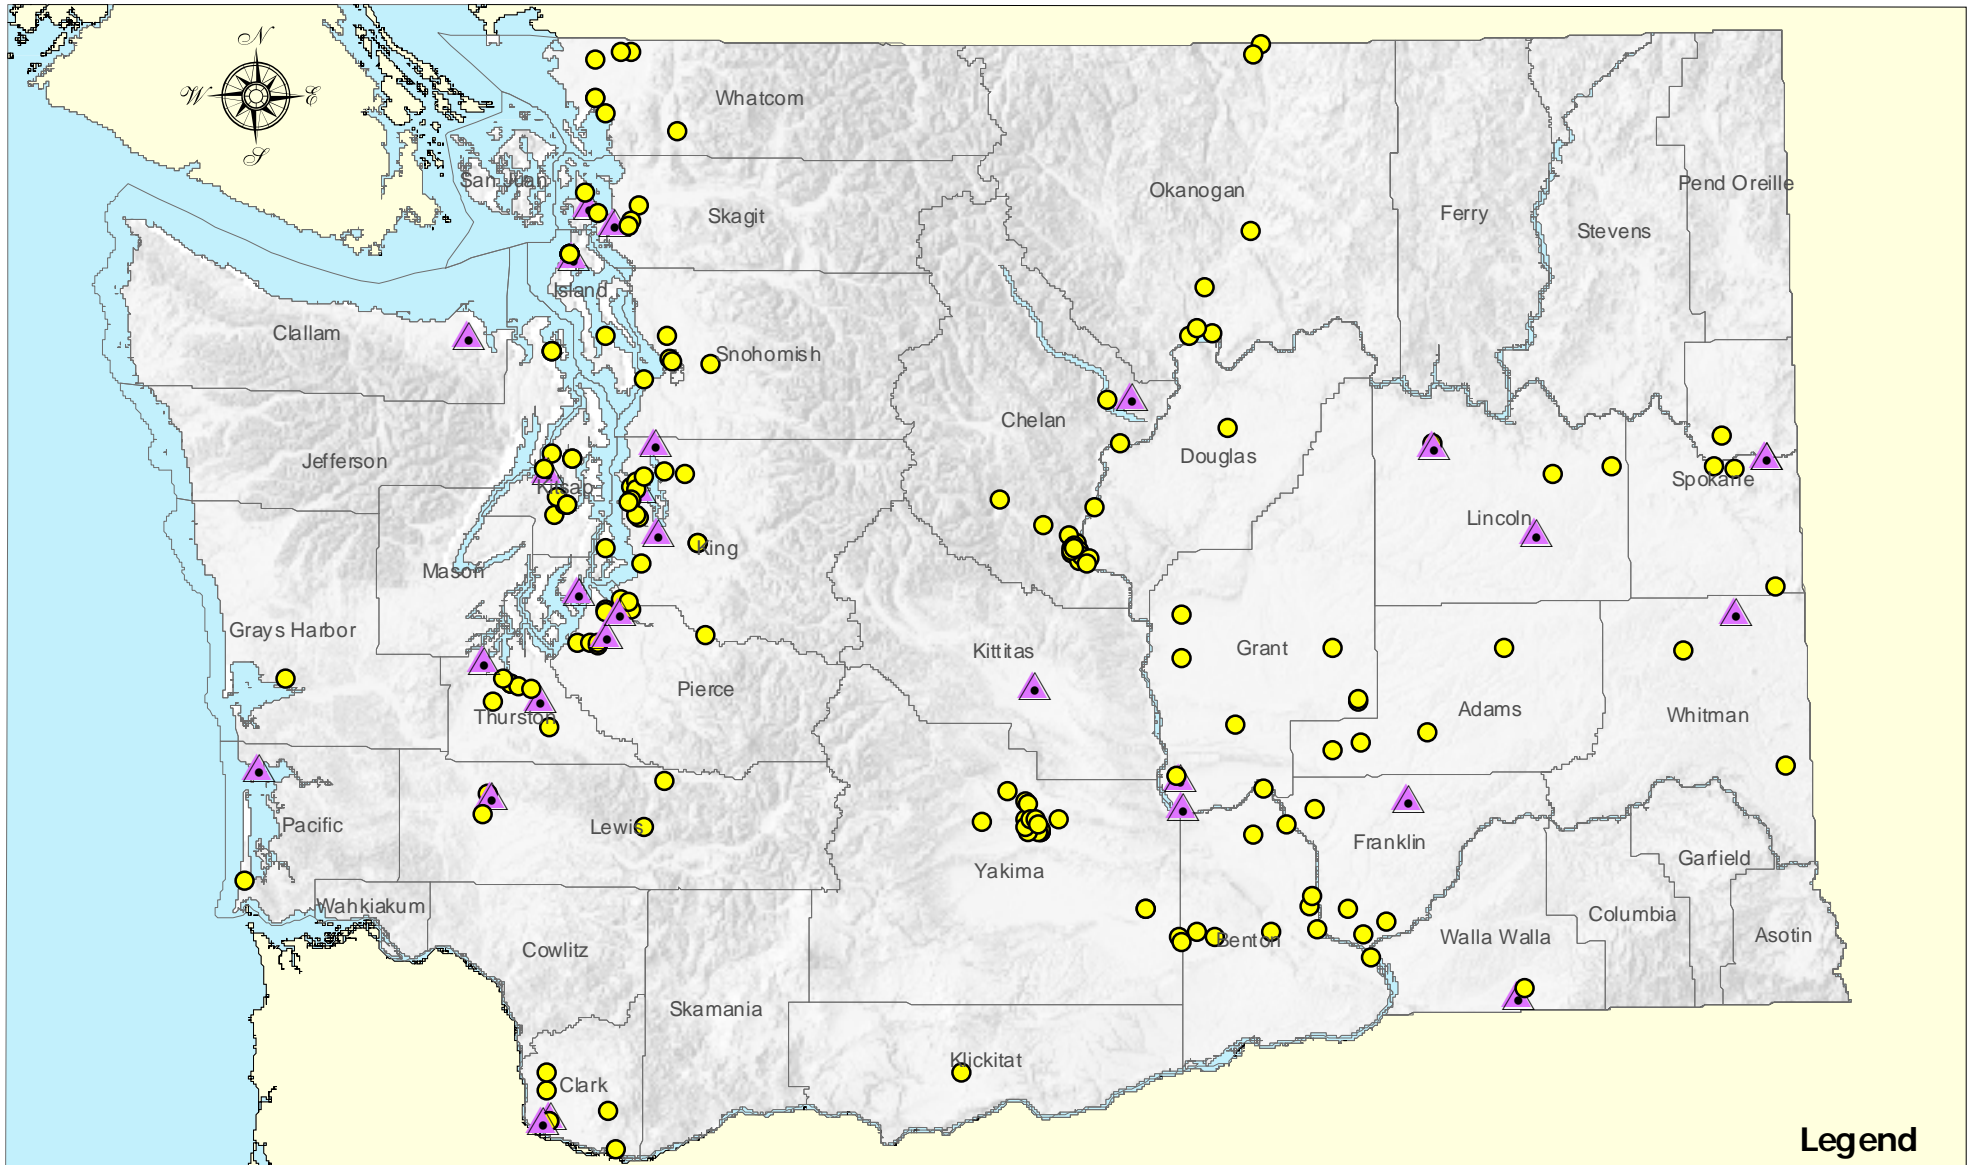 N
W
E
S
Whatcom
San Juan
Okanogan
Pend Oreille
Skagit
Ferry
Stevens
Island
Clallam
Snohomish
Chelan
Douglas
Jefferson
Kitsap
Spokane
Lincoln
King
Mason
Grays Harbor
Kittitas
Grant
Pierce
Adams
Thurston
Whitman
Pacific
Lewis
Franklin
Garfield
Yakima
Wahkiakum
Columbia
Cowlitz
Benton
Walla Walla
Asotin
Skamania
Klickitat
Clark
Legend